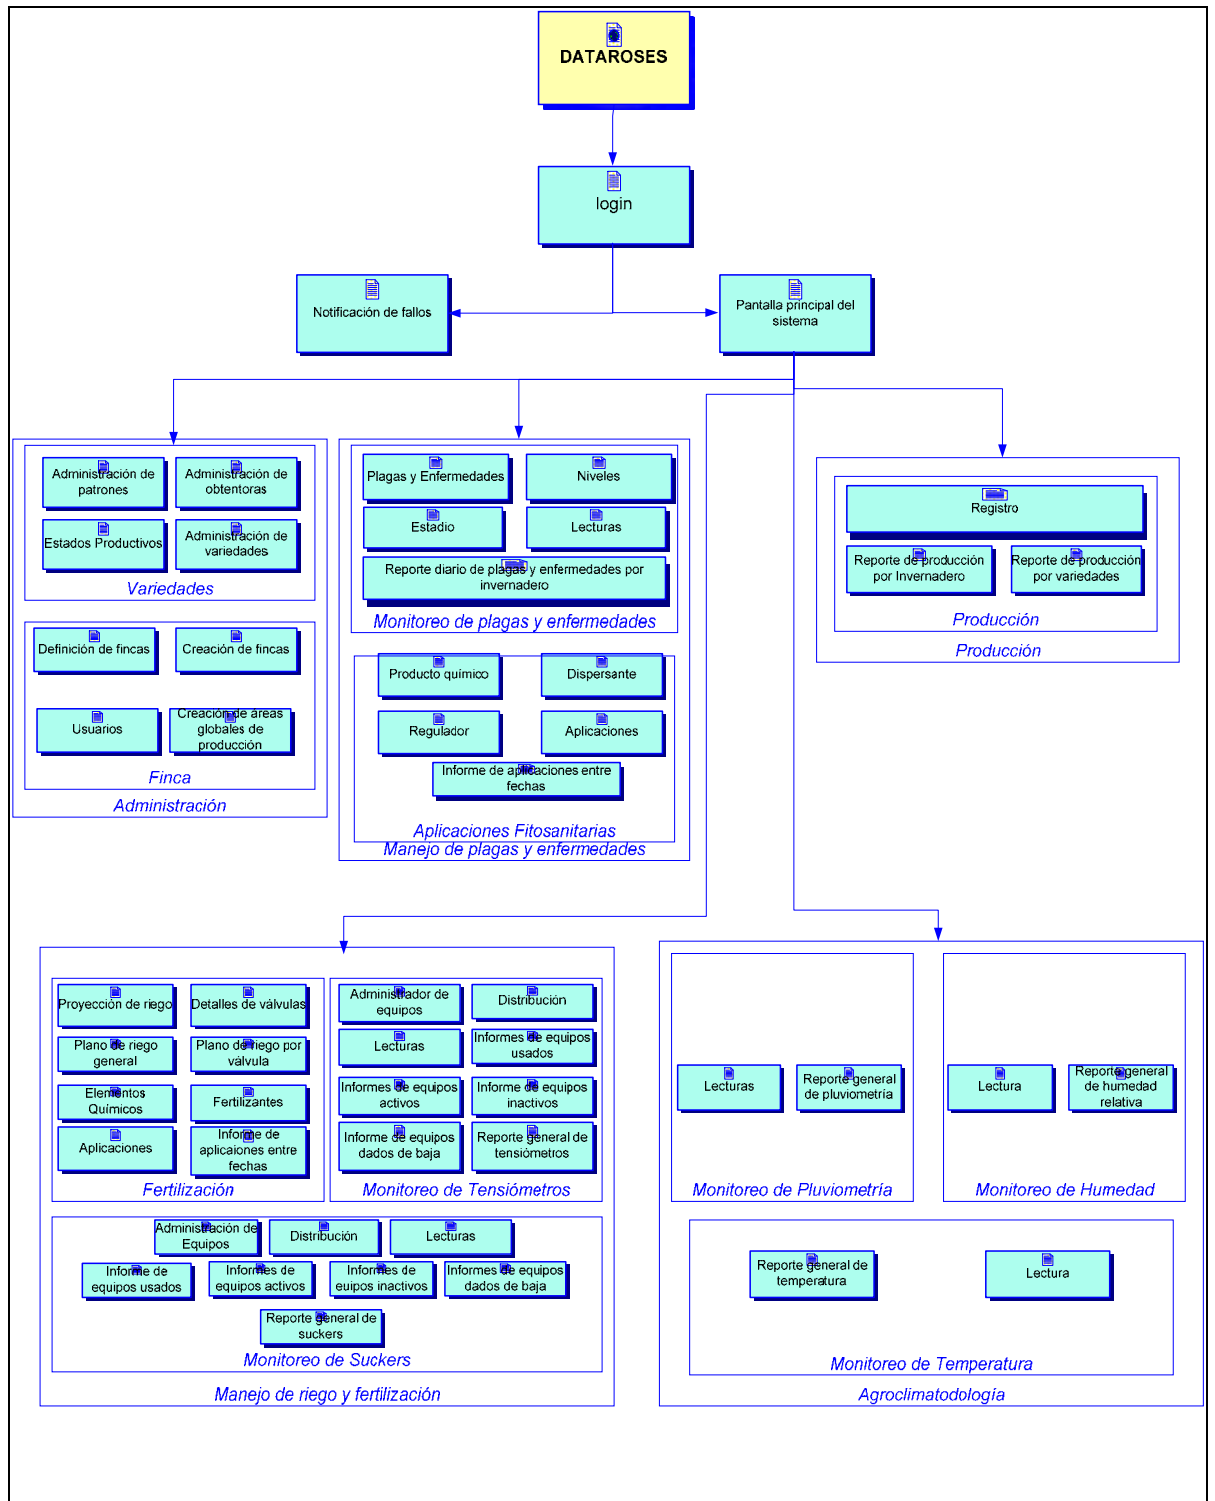 DATAROSES
login
Notificación de fallos
Pantalla principal del
sistema
Administración de
patrones
Administración de
obtentoras
Estados Productivos
Administración de
variedades
Variedades
Definición de fincas
Creación de fincas
Usuarios
Creación de áreas
globales de
producción
Finca
Administración
Plagas y Enfermedades
Niveles
Estadio
Lecturas
Reporte diario de plagas y enfermedades por
invernadero
Monitoreo de plagas y enfermedades
Producto químico
Dispersante
Regulador
Aplicaciones
Informe de aplicaciones entre
fechas
Aplicaciones Fitosanitarias
Manejo de plagas y enfermedades
Registro
Reporte de producción
por Invernadero
Reporte de producción
por variedades
Producción
Producción
Proyección de riego
Detalles de válvulas
Plano de riego
general
Plano de riego por
válvula
Elementos
Químicos
Fertilizantes
Aplicaciones
Informe de
aplicaiones entre
fechas
Fertilización
Administrador de
equipos
Distribución
Lecturas
Informes de equipos
usados
Informes de equipos
activos
Informe de equipos
inactivos
Informe de equipos
dados de baja
Reporte general de
tensiómetros
Monitoreo de Tensiómetros
Administración de
Equipos
Distribución
Lecturas
Informe de
equipos usados
Informes de
equipos activos
Informes de
euipos inactivos
Informes de equipos
dados de baja
Reporte general de
suckers
Monitoreo de Suckers
Manejo de riego y fertilización
Lecturas
Reporte general
de pluviometría
Monitoreo de Pluviometría
Lectura
Reporte general
de humedad
relativa
Monitoreo de Humedad
Reporte general de
temperatura
Lectura
Monitoreo de Temperatura
Agroclimatodología